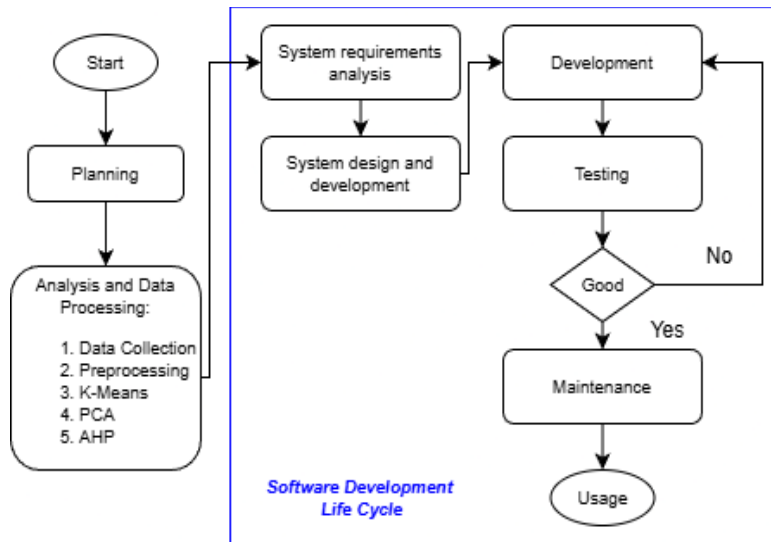 Start
Planning
Analysis and Data
Processing:
1. Data Collection
2. Preprocessing
3. K-Means
4. PCA
5. AHP
System requirements
analysis
System design and
development
Development
Testing
Good
No
Yes
Maintenance
Usage
Software Development
Life Cycle